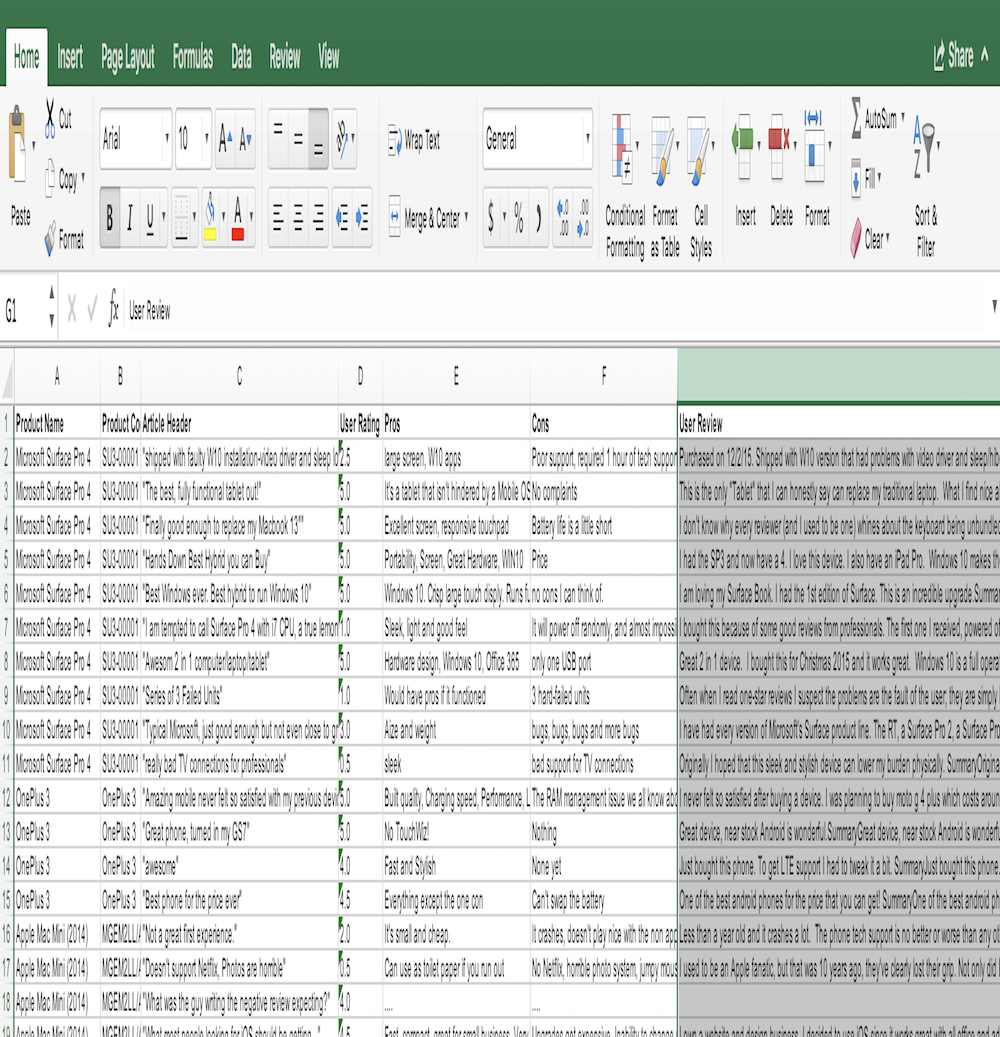 Home Insert Page Layout Formulas Data Review View Share
Cut
Copy
Format
Paste
Arial 10 A A
B I U A
Wrap Text
Merge & Center
General
$ % )
Conditional Formatting
Format as Table
Cell Styles
Insert Delete Format
AutoSum
Fill
Clear
A Z
Sort & Filter
G1 fx User Review
A B C D E F
1 Product Name Product Co Article Header User Rating Pros Cons User Review
2 Microsoft Surface Pro 4 SU3-00001 "shipped with faulty W10 installation-video driver and sleep 2.5 large screen, W10 apps Poor support, required 1 hour of tech support Purchased on 12/2/15. Shipped with W10 version that had problems with video driver and sleep/hib
3 Microsoft Surface Pro 4 SU3-00001 "The best, fully functional tablet out!" 5.0 It's a tablet that isn't hindered by a Mobile OS No complaints This is the only "Tablet" that I can honestly say can replace my traditional laptop. What I find nice a
4 Microsoft Surface Pro 4 SU3-00001 "Finally good enough to replace my Macbook 13"" 5.0 Excellent screen, responsive touchpad Battery life is a little short I don't know why every reviewer (and I used to be one) whines about the keyboard being unbundled
5 Microsoft Surface Pro 4 SU3-00001 "Hands Down Best Hybrid you can Buy" 5.0 Portability, Screen, Great Hardware, WIN10 Price I had the SP3 and now have a 4. I love this device. I also have an iPad Pro. Windows 10 makes the
6 Microsoft Surface Pro 4 SU3-00001 "Best Windows ever. Best hybrid to run Windows 10" 5.0 Windows 10. Crisp large touch disply. Runs fu no cons I can think of. I am loving my Surface Book. I had the 1st edition of Surface. This is an incredible upgrade.Summar
7 Microsoft Surface Pro 4 SU3-00001 "I am tempted to call Surface Pro 4 with i7 CPU, a true lemon 1.0 Sleek, light and good feel It will power off randomly, and almost imposs I bought this because of some good reviews from professionals. The first one I received, powered of
8 Microsoft Surface Pro 4 SU3-00001 "Awesom 2 in 1 computer/laptop/tablet" 5.0 Hardware design, Windows 10, Office 365 only one USB port Great 2 in 1 device. I bought this for Christmas 2015 and it works great. Windows 10 is a full operat
9 Microsoft Surface Pro 4 SU3-00001 "Series of 3 Failed Units" 1.0 Would have pros if it functioned 3 hard-failed units Often when I read one-star reviews I suspect the problems are the fault of the user; they are simply
10 Microsoft Surface Pro 4 SU3-00001 "Typical Microsoft, just good enough but not even close to gr 3.0 Aize and weight bugs, bugs, bugs and more bugs I have had every version of Microsoft's Surface product line. The RT, a Surface Pro 2, a Surface Pro
11 Microsoft Surface Pro 4 SU3-00001 "really bad TV connections for professionals" 0.5 sleek bad support for TV connections Originally I hoped that this sleek and stylish device can lower my burden physically. SummaryOrigina
12 OnePlus 3 OnePlus 3 "Amazing mobile never felt so satisfied with my previous devi 5.0 Built quality, Charging speed, Performance, L The RAM management issue we all know abo I never felt so satisfied after buying a device. I was planning to buy moto g 4 plus which costs aroun
13 OnePlus 3 OnePlus 3 "Great phone, turned in my GS7" 5.0 No TouchWiz! Nothing Great device, near stock Android is wonderful.SummaryGreat device, near stock Android is wonderfu
14 OnePlus 3 OnePlus 3 "awesome" 4.0 Fast and Stylish None yet Just bought this phone. To get LTE support I had to tweak it a bit. SummaryJust bought this phone.
15 OnePlus 3 OnePlus 3 "Best phone for the price ever" 4.5 Everything except the one con Can't swap the battery One of the best android phones for the price that you can get! SummaryOne of the best android ph
16 Apple Mac Mini (2014) MGEM2LL/ "Not a great first experience." 2.0 It's small and cheap. It crashes, doesn't play nice with the non app Less than a year old and it crashes a lot. The phone tech support is no better or worse than any ot
17 Apple Mac Mini (2014) MGEM2LL/ "Doesn't support Netflix, Photos are horrible" 0.5 Can use as toilet paper if you run out No Netflix, horrible photo system, jumpy mous I used to be an Apple fanatic, but that was 10 years ago, they've clearly lost their grip. Not only did
18 Apple Mac Mini (2014) MGEM2LL/ "What was the guy writing the negative review expecting?" 4.0 .... ....
19 Apple Mac Mini (2014) MGEM2LL/ "What most people looking for iOS should be getting..." 4.5 Fast, compact, great for small business. Very Upgrades get expensive. Inability to change I own a website and design business. I decided to use iOS since it works great with all office and ad